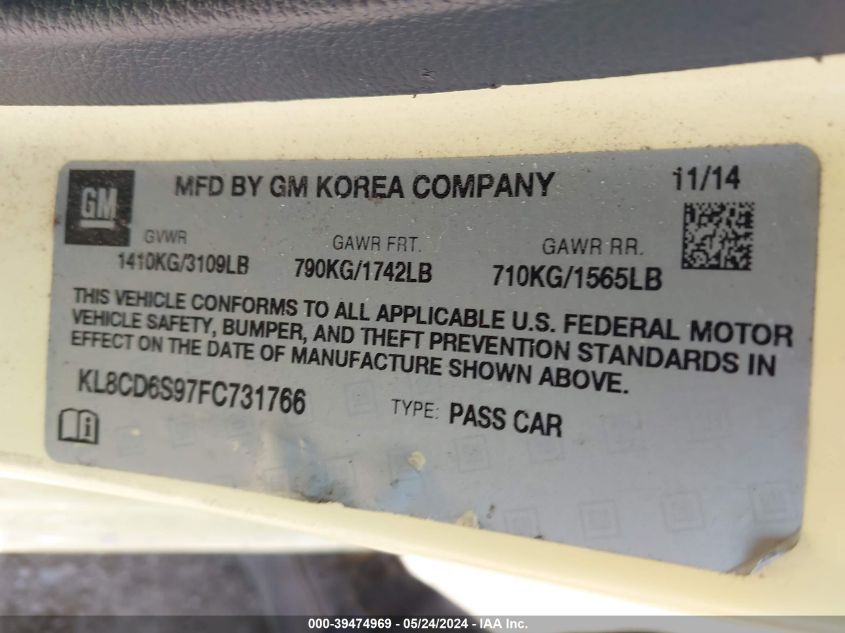 GM
MFD BY GM KOREA COMPANY
11/14
GVWR
GAWR FRT.
GAWR RR.
1410KG/3109LB
790KG/1742LB
710KG/1565LB
THIS VEHICLE CONFORMS TO ALL APPLICABLE U.S. FEDERAL MOTOR
VEHICLE SAFETY, BUMPER, AND THEFT PREVENTION STANDARDS IN
EFFECT ON THE DATE OF MANUFACTURE SHOWN ABOVE.
KL8CD6S97FC731766
TYPE: PASS CAR
000-39474969 - 05/24/2024 - IAA Inc.